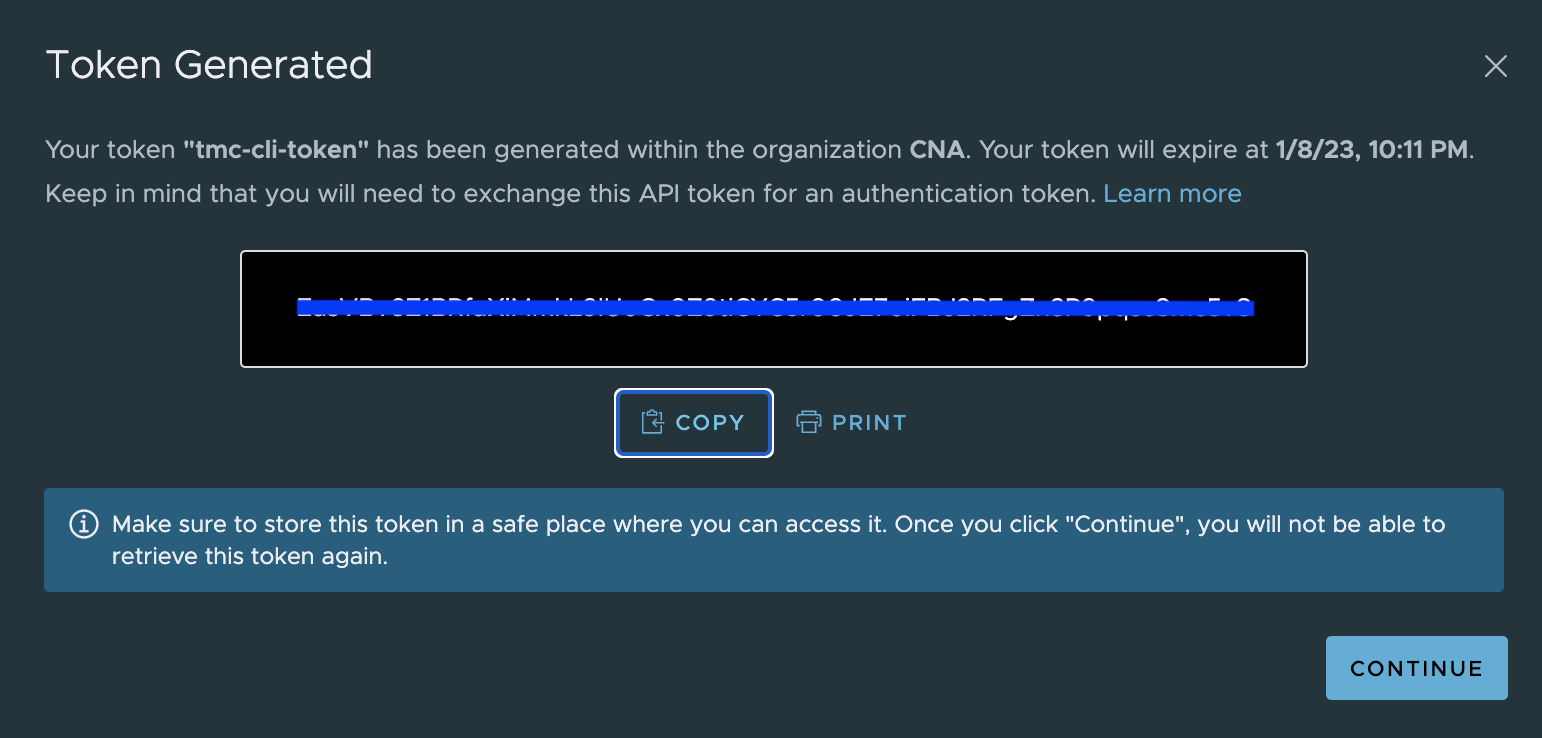 Token Generated
Your token "tmc-cli-token" has been generated within the organization CNA. Your token will expire at 1/8/23, 10:11 PM.
Keep in mind that you will need to exchange this API token for an authentication token. Learn more
COPY PRINT
Make sure to store this token in a safe place where you can access it. Once you click "Continue", you will not be able to
retrieve this token again.
CONTINUE